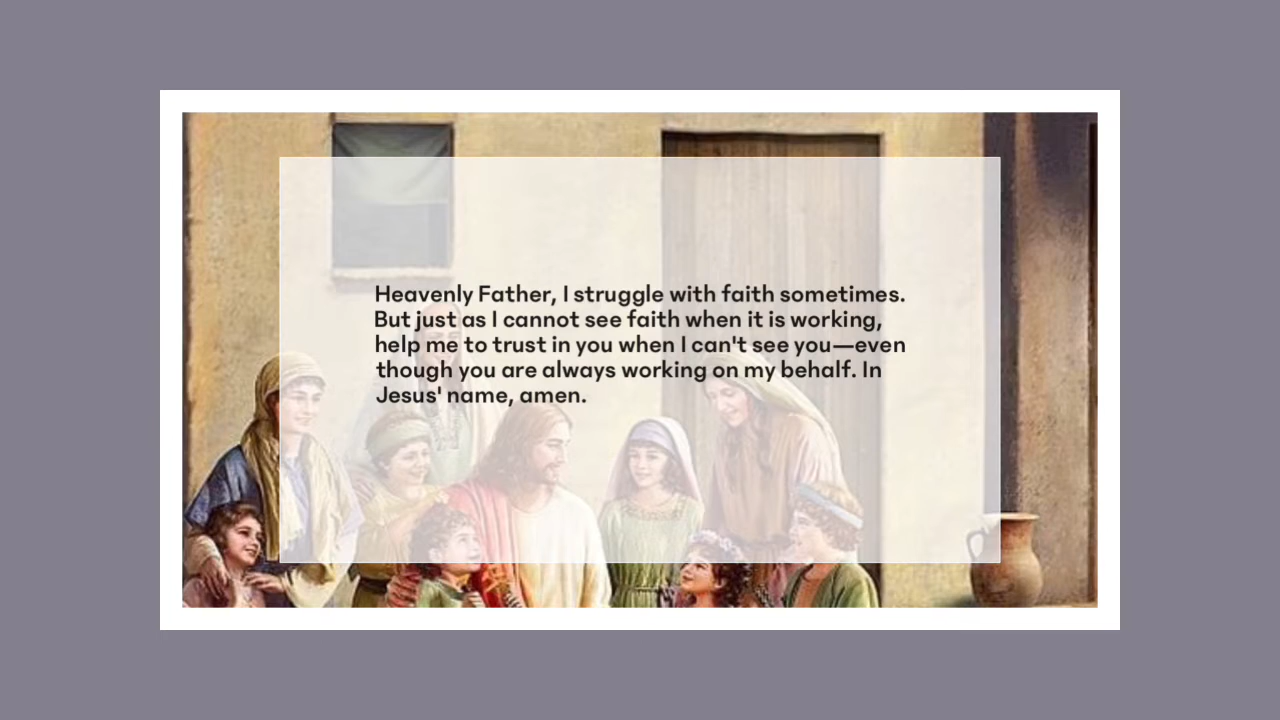 Heavenly Father, I struggle with faith sometimes.
But just as I cannot see faith when it is working,
help me to trust in you when I can't see you—even
though you are always working on my behalf. In
Jesus' name, amen.